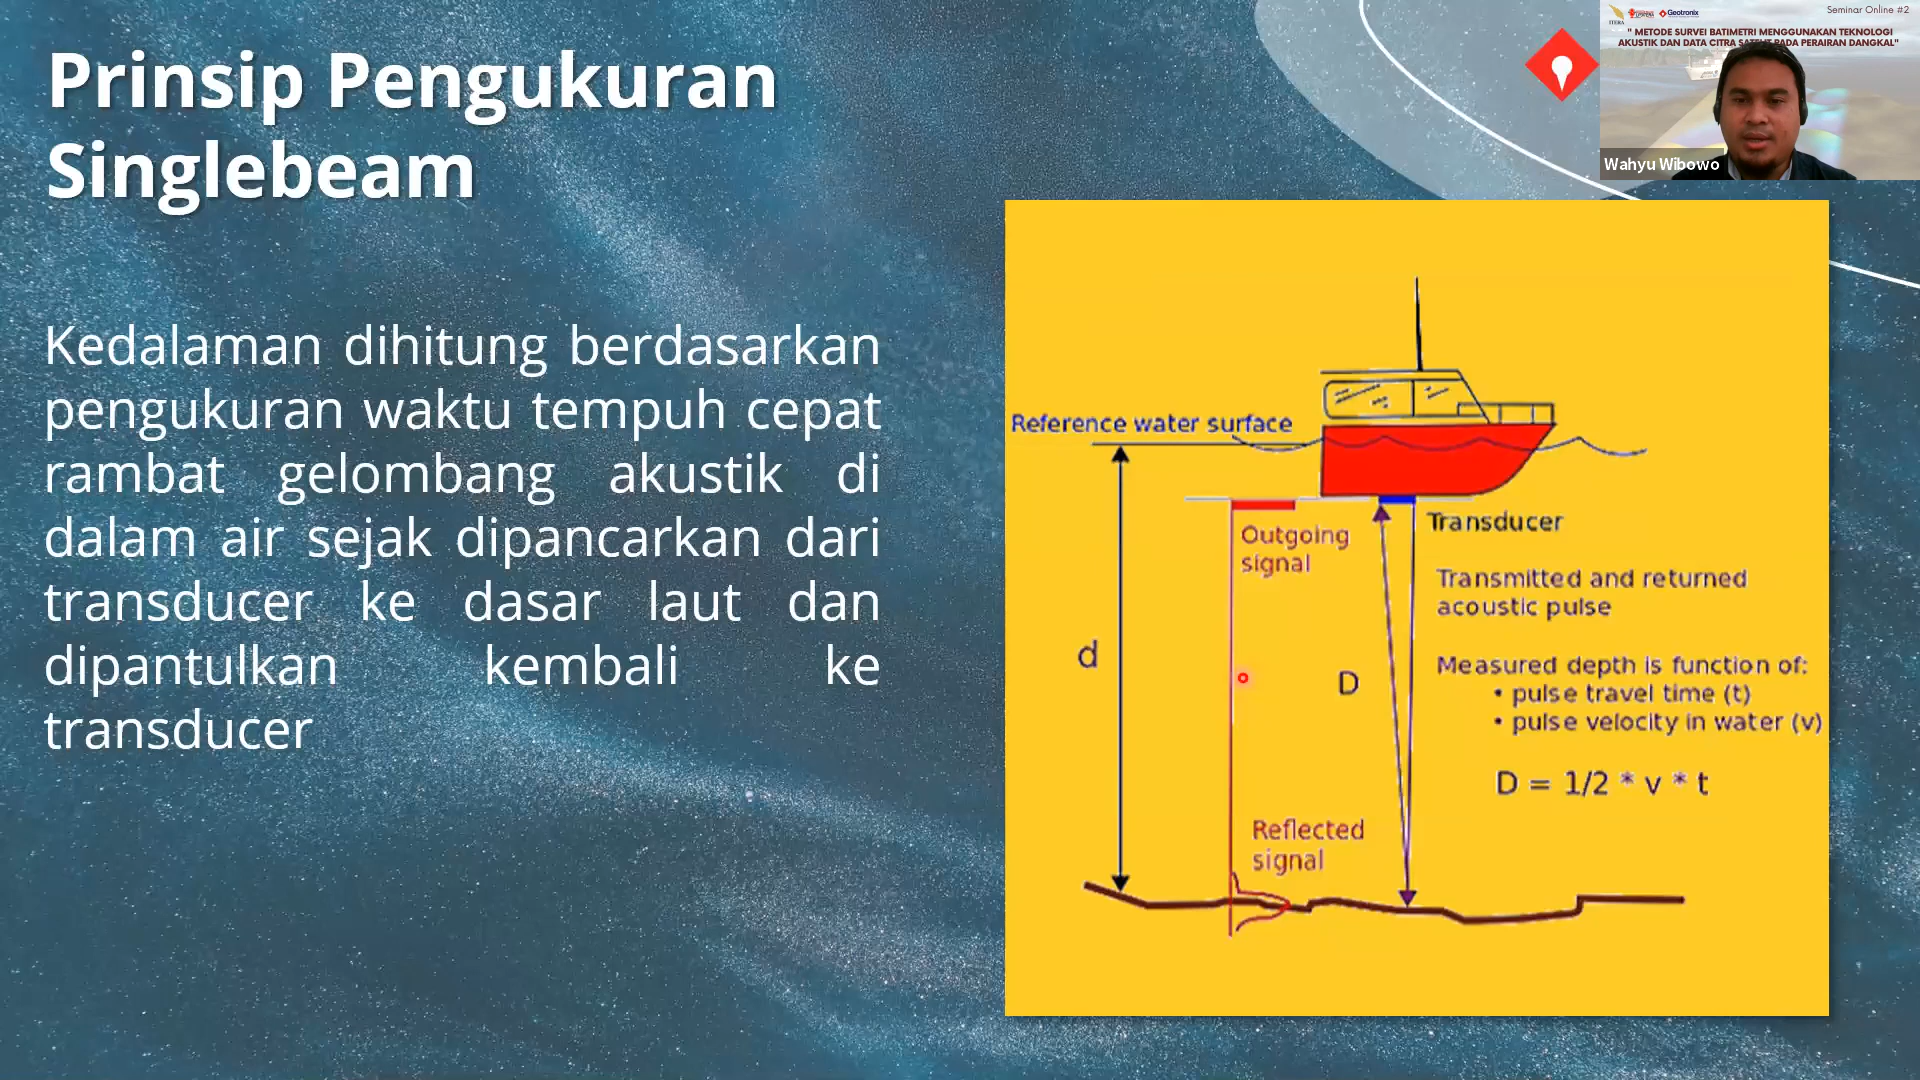 Prinsip Pengukuran
Singlebeam
Kedalaman dihitung berdasarkan
pengukuran waktu tempuh cepat
rambat gelombang akustik di
dalam air sejak dipancarkan dari
transducer ke dasar laut dan
dipantulkan kembali ke
transducer
Reference water surface
Outgoing
signal
Transducer
Transmitted and returned
acoustic pulse
d
D
Measured depth is function of:
• pulse travel time (t)
• pulse velocity in water (v)
D = 1/2 * v * t
Reflected
signal
ITERA
Geotronix
Seminar Online #2
" METODE SURVEI BATIMETRI MENGGUNAKAN TEKNOLOGI
AKUSTIK DAN DATA CITRA PADA PERAIRAN DANGKAL"
Wahyu Wibowo